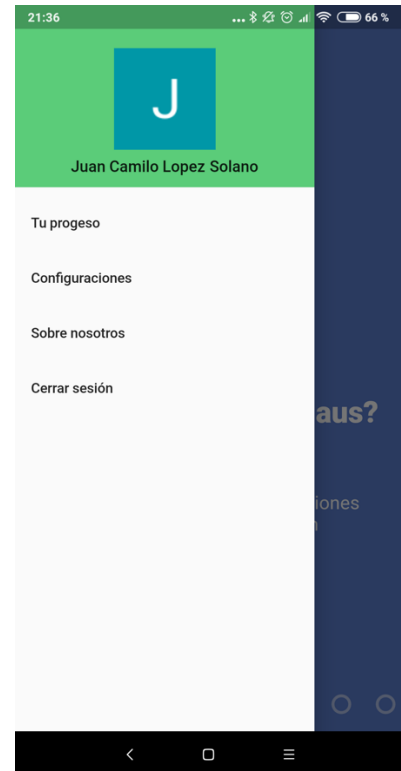 21:36 ... 66 %
J
Juan Camilo Lopez Solano
Tu progeso
Configuraciones
Sobre nosotros
Cerrar sesión
aus?
iones